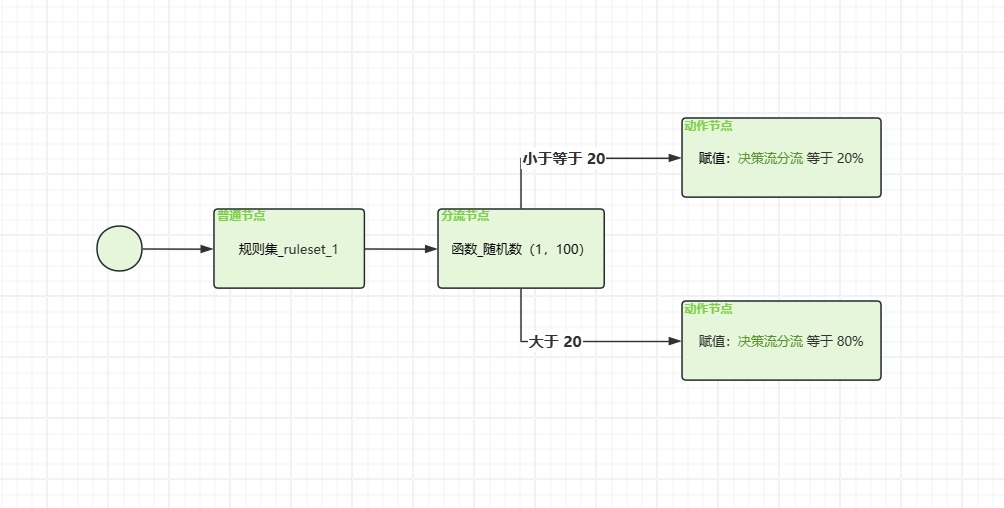 动作节点
赋值：决策流分流 等于 20%
小于等于 20
普通节点
规则集_ruleset_1
分流节点
函数_随机数（1，100）
动作节点
赋值：决策流分流 等于 80%
大于 20